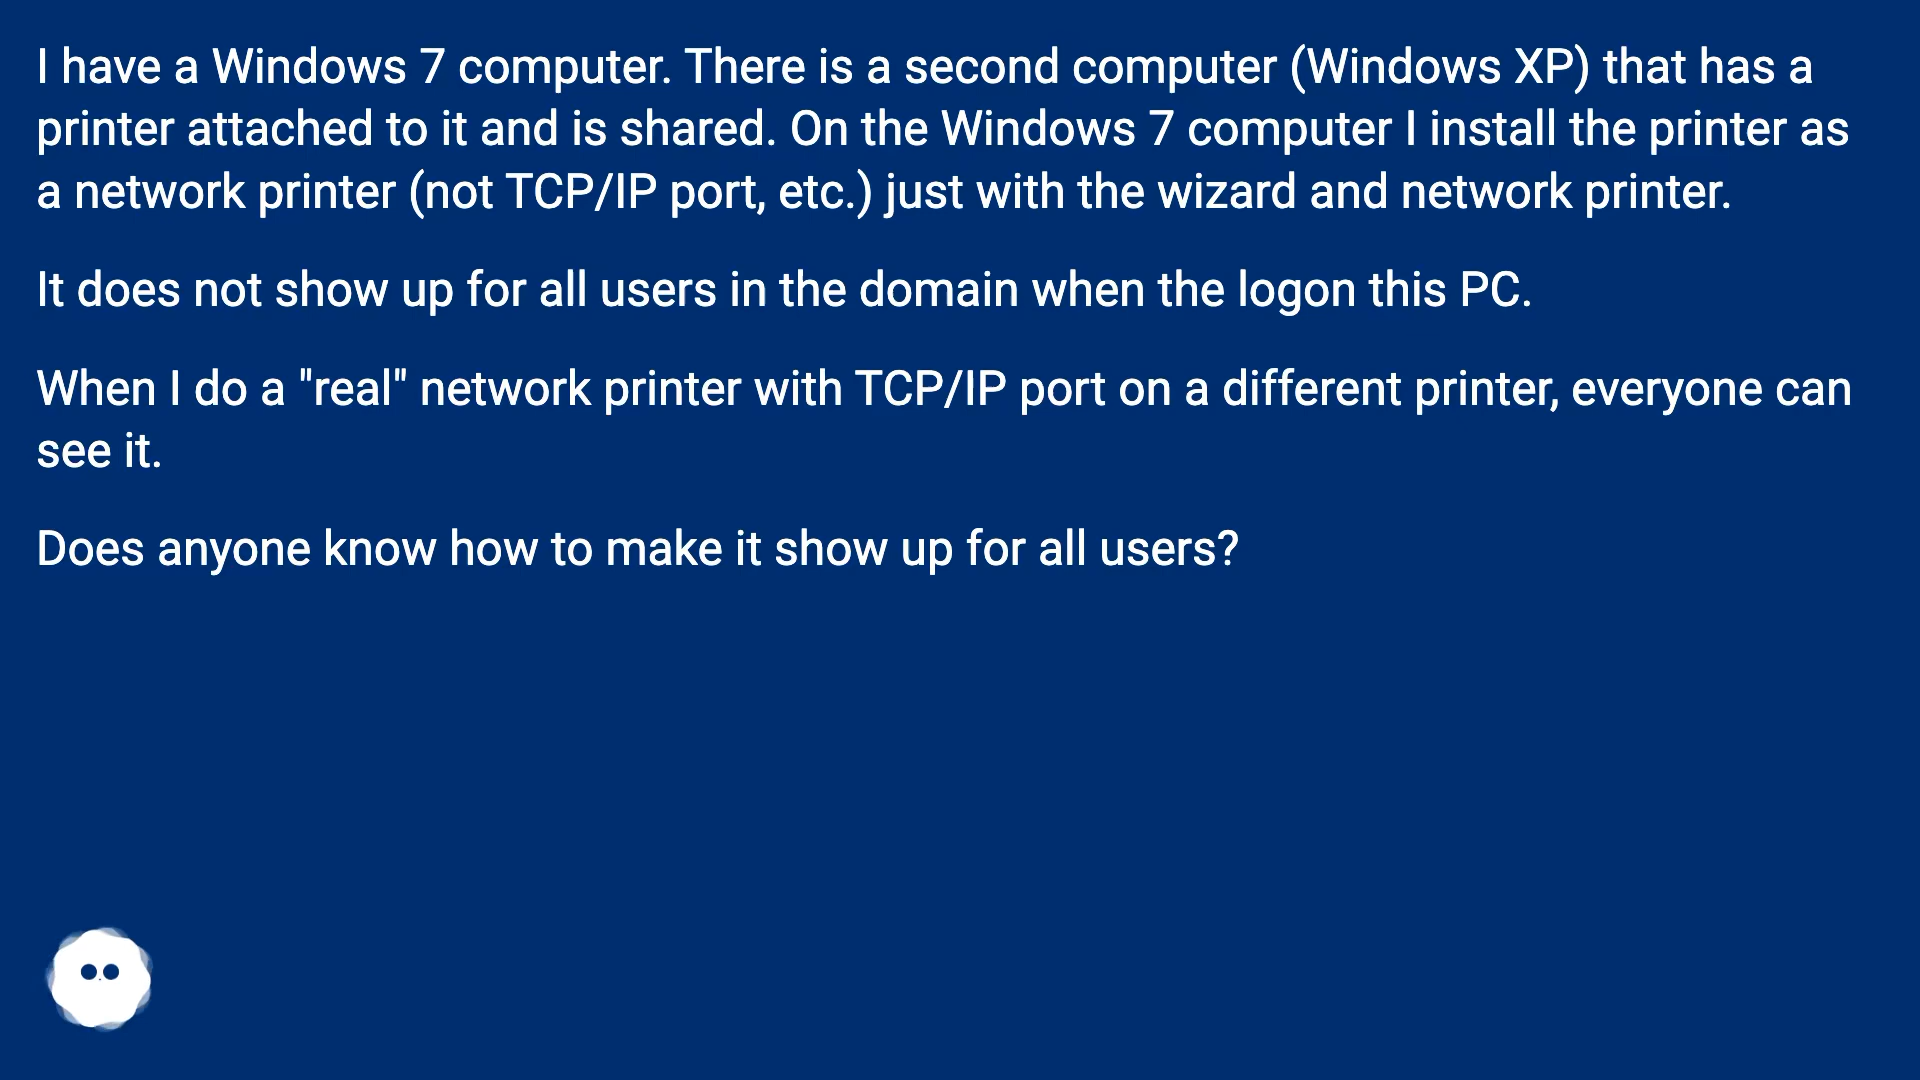 I have a Windows 7 computer. There is a second computer (Windows XP) that has a
printer attached to it and is shared. On the Windows 7 computer I install the printer as
a network printer (not TCP/IP port, etc.) just with the wizard and network printer.
It does not show up for all users in the domain when the logon this PC.
When I do a "real" network printer with TCP/IP port on a different printer, everyone can
see it.
Does anyone know how to make it show up for all users?